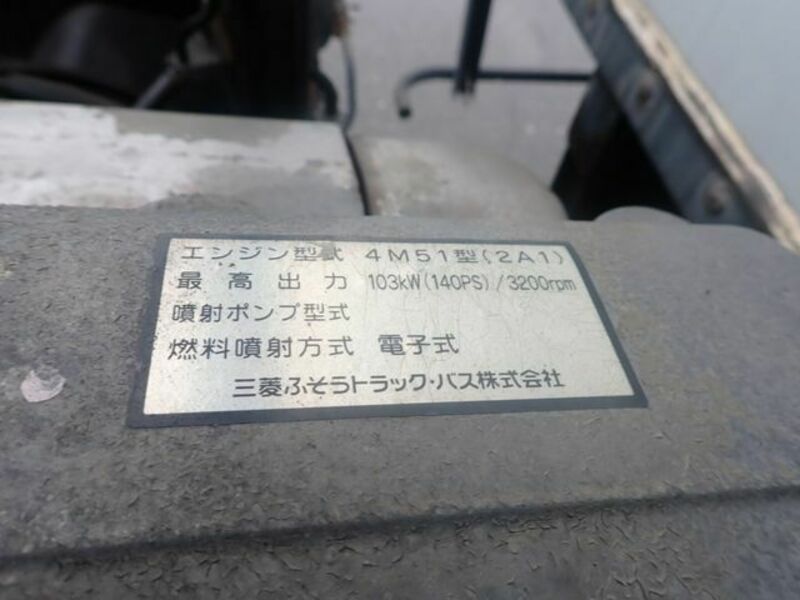 エンジン型式 4M51型(2A1)
最高出力 103kW(140PS)/3200rpm
噴射ポンプ型式
燃料噴射方式 電子式
三菱ふそうトラック・バス株式会社